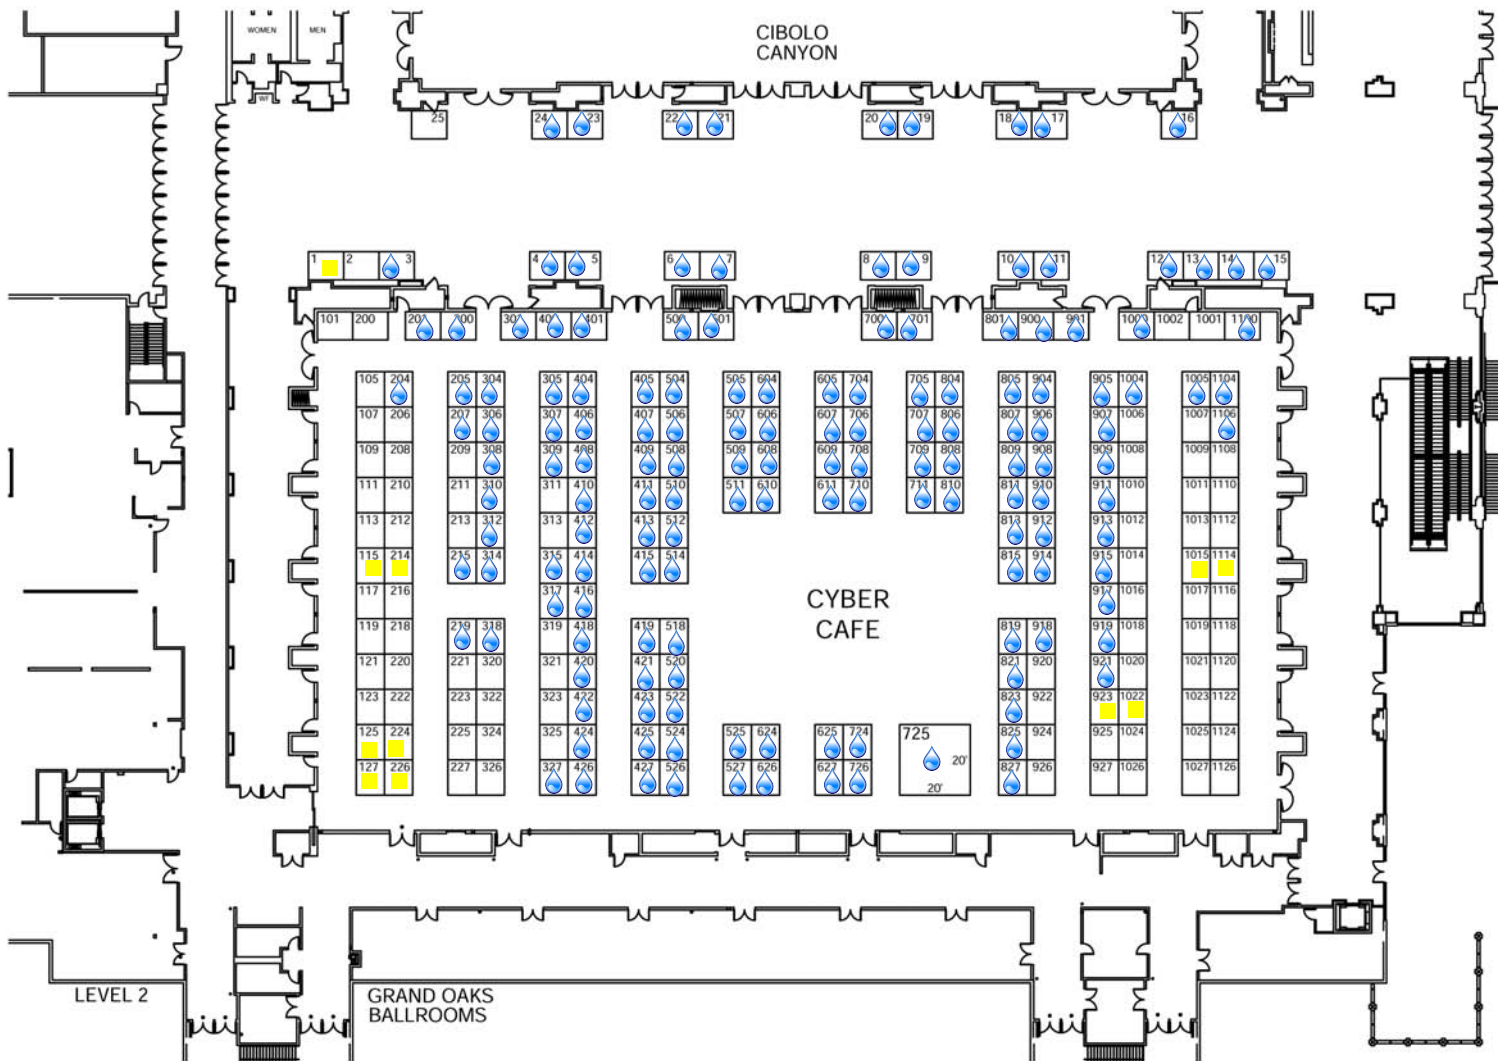 WOMEN MEN
CIBOLO
CANYON
WT
25 24 23 22 21 20 19 18 17 16
1 2 3 4 5 6 7 8 9 10 11 12 13 14 15
101 200 400 401 501 700 701 801 900 1002 1001
105 204 205 304 305 404 405 504 505 604 605 704 705 804 805 904 905 1004 1005 1104
107 206 207 306 307 406 407 506 507 606 607 706 707 806 807 906 907 1006 1007 1106
109 208 209 308 309 408 409 508 509 608 609 708 709 808 809 908 909 1008 1009 1108
111 210 211 310 311 410 411 510 511 610 611 710 711 810 811 910 911 1010 1011 1110
113 212 213 312 313 412 413 512 813 912 913 1012 1013 1112
115 214 215 314 315 414 415 514 815 914 915 1014 1015 1114
117 216 317 416 917 1016 1017 1116
119 218 219 318 319 418 419 518 819 918 919 1018 1019 1118
121 220 221 320 321 420 421 520 821 920 921 1020 1021 1120
123 222 223 322 323 422 423 522 823 922 923 1022 1023 1122
125 224 225 324 325 424 425 524 525 624 625 724 725 825 924 925 1024 1025 1124
127 226 227 326 327 426 427 526 527 626 627 726 827 926 927 1026 1027 1126
20'
20'
CYBER
CAFE
LEVEL 2
GRAND OAKS
BALLROOMS